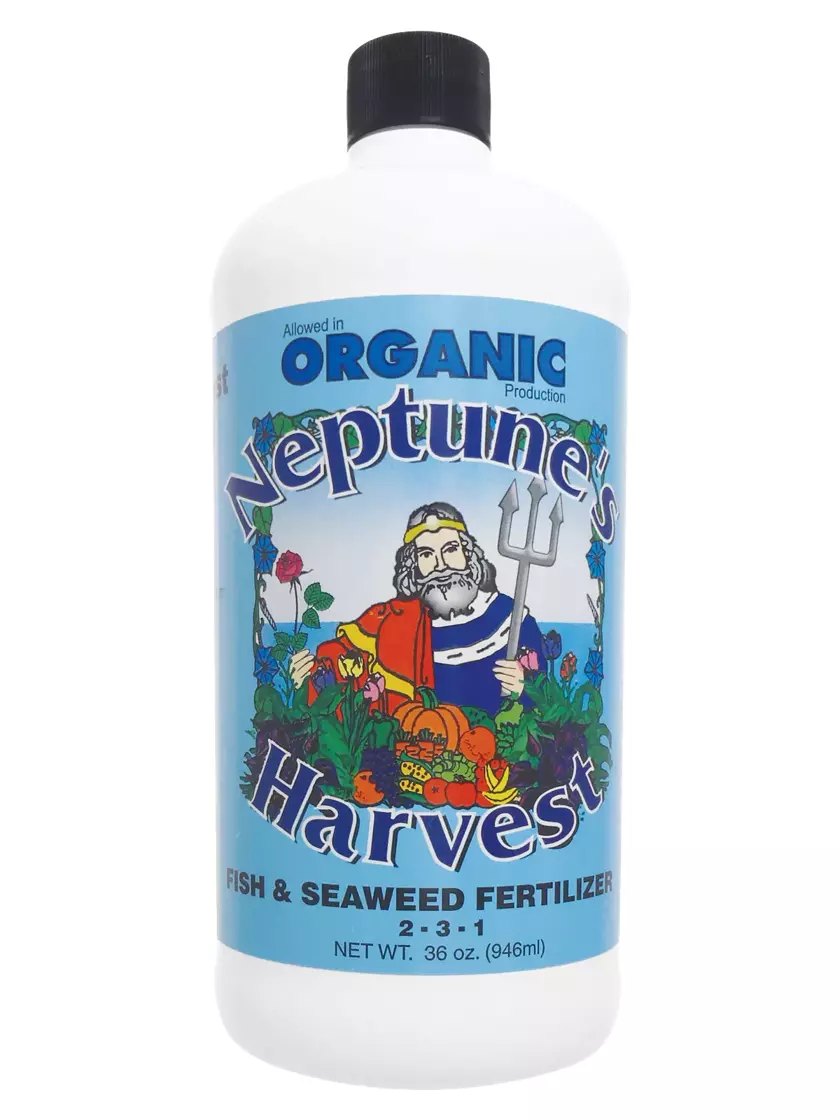 Allowed in
ORGANIC
Production
Neptune's
Harvest
FISH & SEAWEED FERTILIZER
2-3-1
NET WT. 36 oz. (946ml)